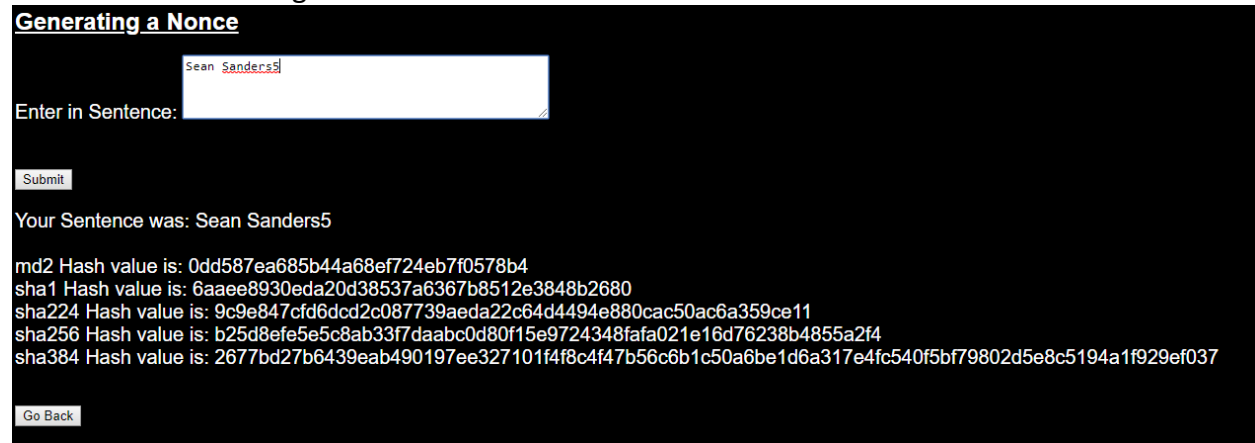 Generating a Nonce
Sean Sanders5
Enter in Sentence:
Submit
Your Sentence was: Sean Sanders5
md2 Hash value is: 0dd587ea685b44a68ef724eb7f0578b4
sha1 Hash value is: 6aaee8930eda20d38537a6367b8512e3848b2680
sha224 Hash value is: 9c9e847cfd6dcd2c087739aeda22c64d4494e880cac50ac6a359ce11
sha256 Hash value is: b25d8efe5e5c8ab33f7daabc0d80f15e9724348fafa021e16d76238b4855a2f4
sha384 Hash value is: 2677bd27b6439eab490197ee327101f4f8c4f47b56c6b1c50a6be1d6a317e4fc540f5bf79802d5e8c5194a1f929ef037
Go Back